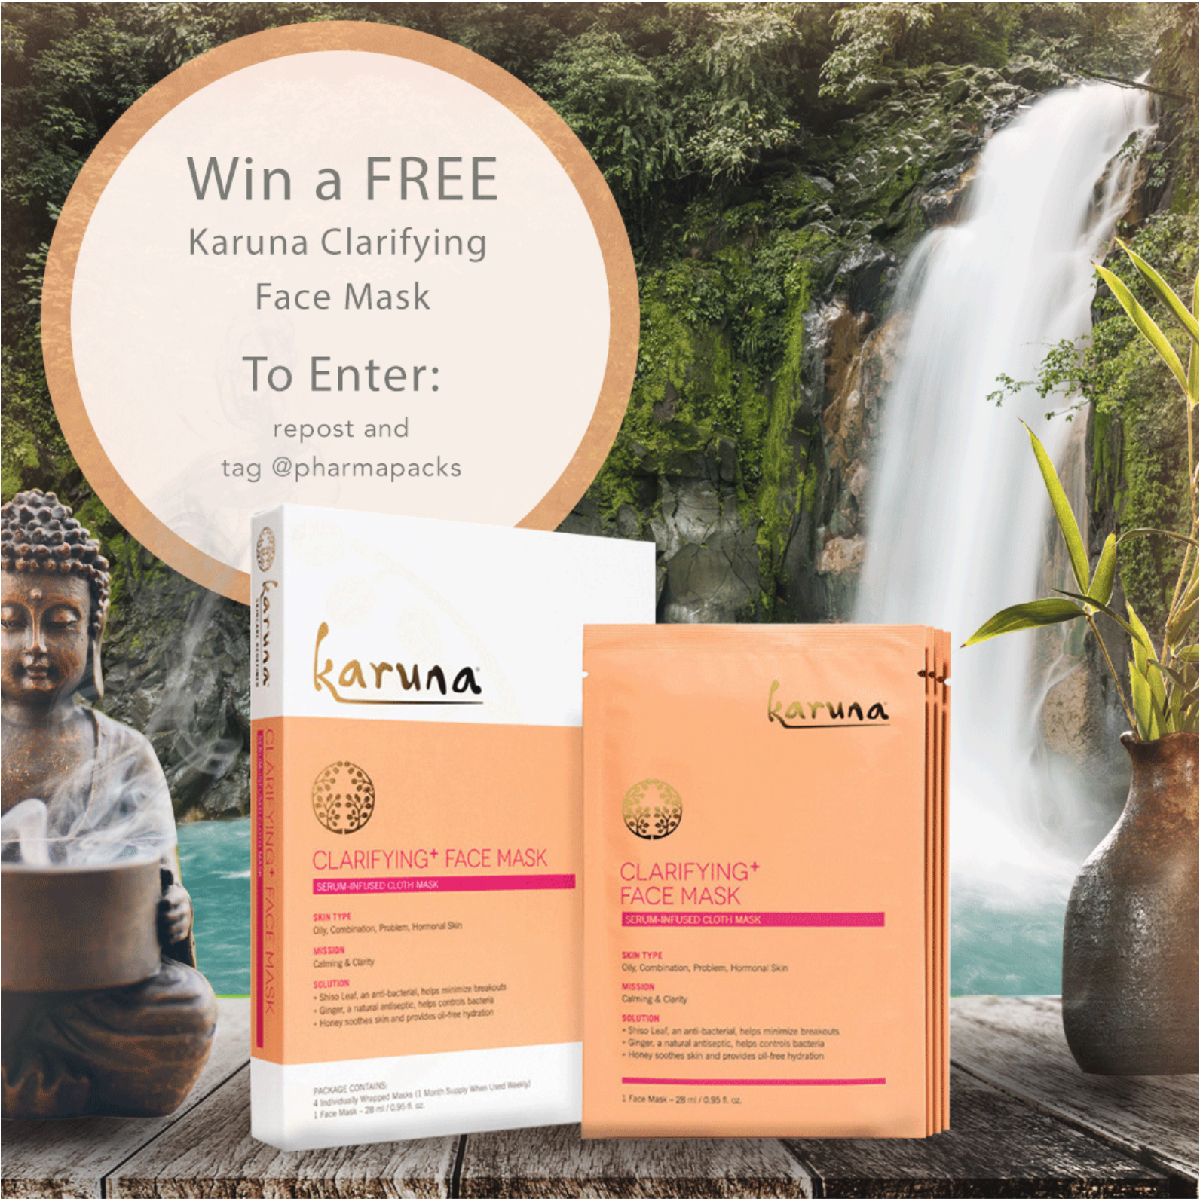 Win a FREE
Karuna Clarifying
Face Mask
To Enter:
repost and
tag @pharmapacks
karuna
CLARIFYING+ FACE MASK
karuna
CLARIFYING+ FACE MASK
SERUM-INFUSED CLOTH MASK
SKIN TYPE
Oily, Combination, Problem, Hormonal Skin
MISSION
Calming & Clarity
SOLUTION
• Shiso Leaf, an anti-bacterial, helps minimize breakouts
• Ginger, a natural antiseptic, helps controls bacteria
• Honey soothes skin and provides oil-free hydration
PACKAGE CONTAINS:
4 Individually Wrapped Masks (1 Month Supply When Used Weekly)
1 Face Mask – 28 ml / 0.95 fl. oz.
karuna
CLARIFYING+
FACE MASK
SERUM-INFUSED CLOTH MASK
SKIN TYPE
Oily, Combination, Problem, Hormonal Skin
MISSION
Calming & Clarity
SOLUTION
• Shiso Leaf, an anti-bacterial, helps minimize breakouts
• Ginger, a natural antiseptic, helps controls bacteria
• Honey soothes skin and provides oil-free hydration
1 Face Mask – 28 ml / 0.95 fl. oz.